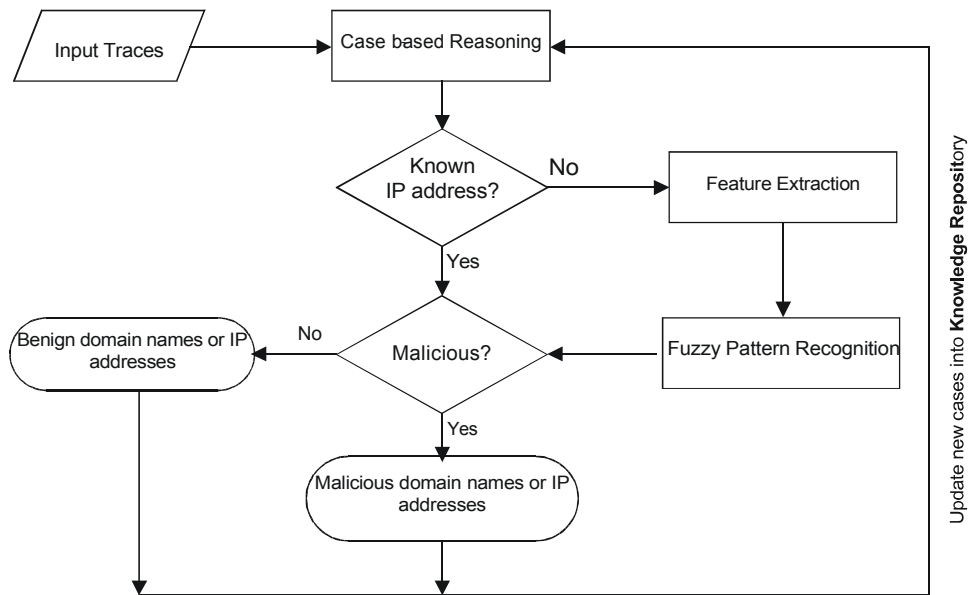 Input Traces
Case based Reasoning
Known
IP address?
No
Feature Extraction
Yes
Benign domain names or IP
addresses
No
Malicious?
Fuzzy Pattern Recognition
Yes
Malicious domain names or IP
addresses
Update new cases into Knowledge Repository